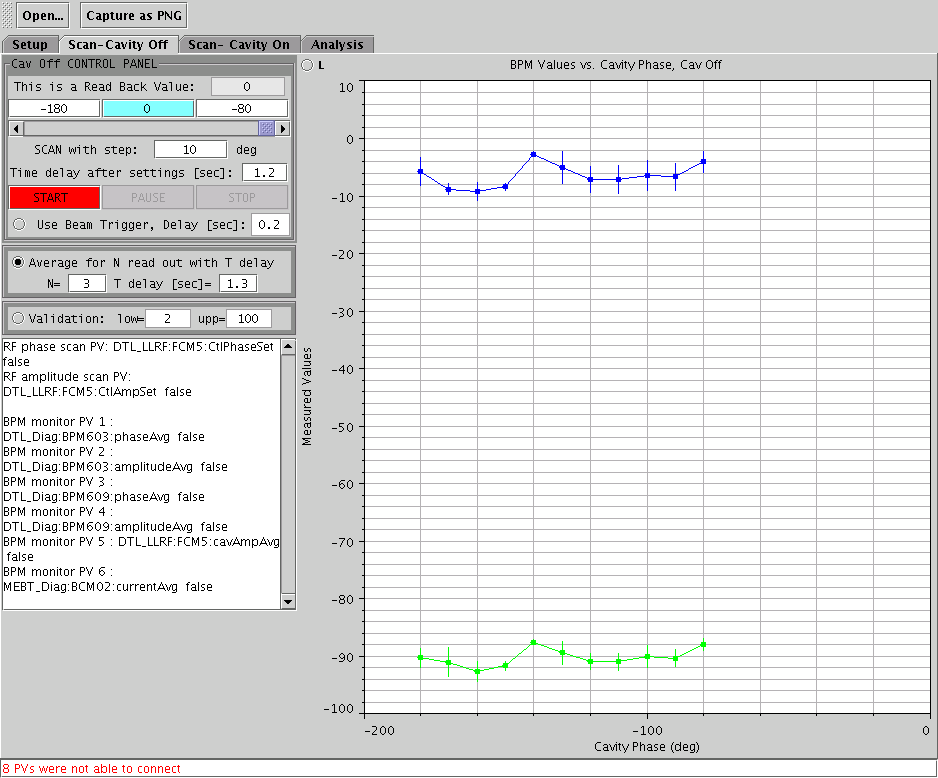 Open... Capture as PNG
Setup Scan-Cavity Off Scan- Cavity On Analysis
Cav Off CONTROL PANEL
This is a Read Back Value: 0
-180 0 -80
SCAN with step: 10 deg
Time delay after settings [sec]: 1.2
START PAUSE STOP
Use Beam Trigger, Delay [sec]: 0.2
Average for N read out with T delay
N= 3 T delay [sec]= 1.3
Validation: low= 2 upp= 100
RF phase scan PV: DTL_LLRF:FCM5:CtlPhaseSet
false
RF amplitude scan PV:
DTL_LLRF:FCM5:CtlAmpSet false
BPM monitor PV 1 :
DTL_Diag:BPM603:phaseAvg false
BPM monitor PV 2 :
DTL_Diag:BPM603:amplitudeAvg false
BPM monitor PV 3 :
DTL_Diag:BPM609:phaseAvg false
BPM monitor PV 4 :
DTL_Diag:BPM609:amplitudeAvg false
BPM monitor PV 5 : DTL_LLRF:FCM5:cavAmpAvg
false
BPM monitor PV 6 :
MEBT_Diag:BCM02:currentAvg false
L
BPM Values vs. Cavity Phase, Cav Off
Measured Values
10
0
-10
-20
-30
-40
-50
-60
-70
-80
-90
-100
-200 -100 0
Cavity Phase (deg)
8 PVs were not able to connect